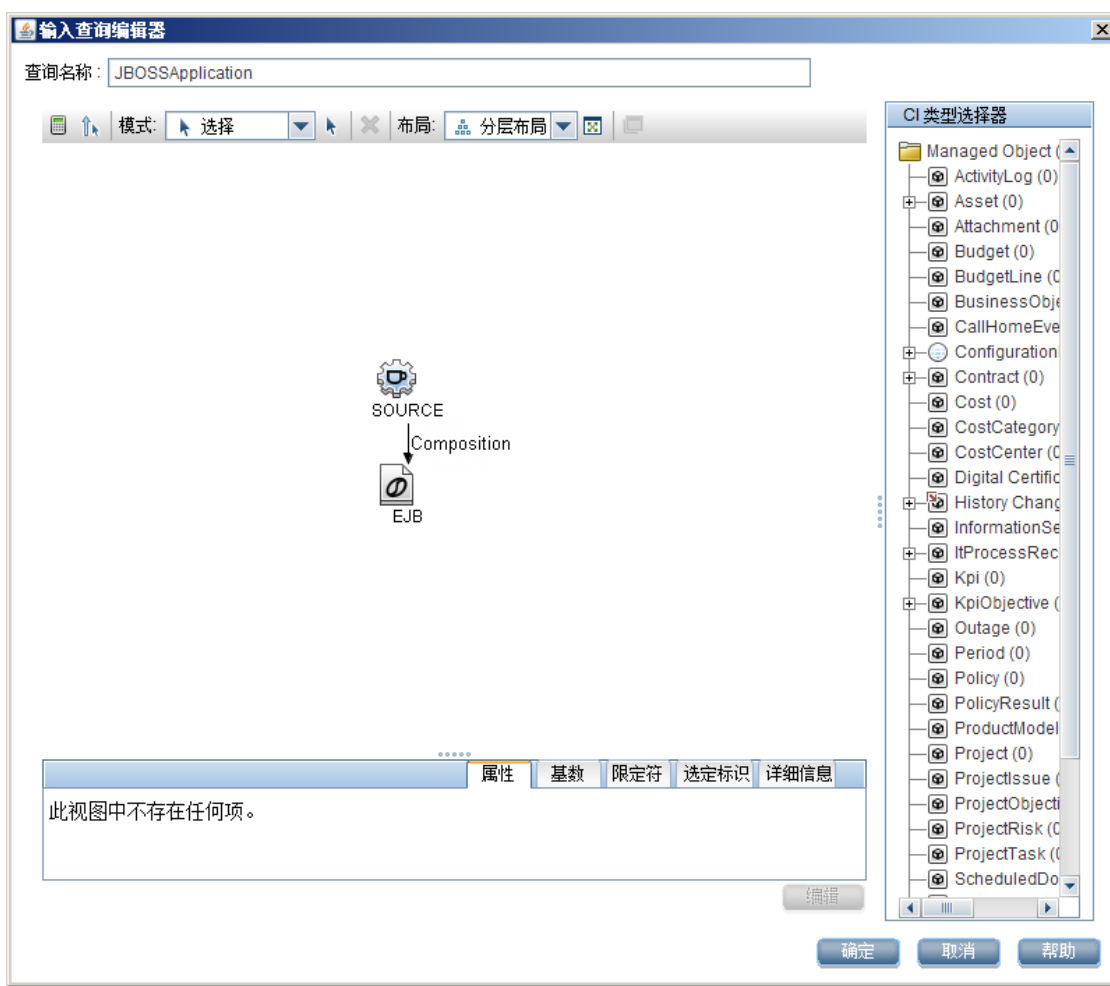 输入查询编辑器
查询名称: JBOSSApplication
模式: 选择 布局: 分层布局
CI 类型选择器
Managed Object (
ActivityLog (0)
Asset (0)
Attachment (0
Budget (0)
BudgetLine (0
BusinessObje
CallHomeEve
Configuration
Contract (0)
Cost (0)
CostCategory
CostCenter (0
Digital Certific
History Chang
InformationSe
ItProcessRec
Kpi (0)
KpiObjective (
Outage (0)
Period (0)
Policy (0)
PolicyResult (
ProductModel
Project (0)
ProjectIssue (
ProjectObjecti
ProjectRisk (0
ProjectTask (0
ScheduledDo
SOURCE
Composition
EJB
属性 基数 限定符 选定标识 详细信息
此视图中不存在任何项。
编辑
确定 取消 帮助